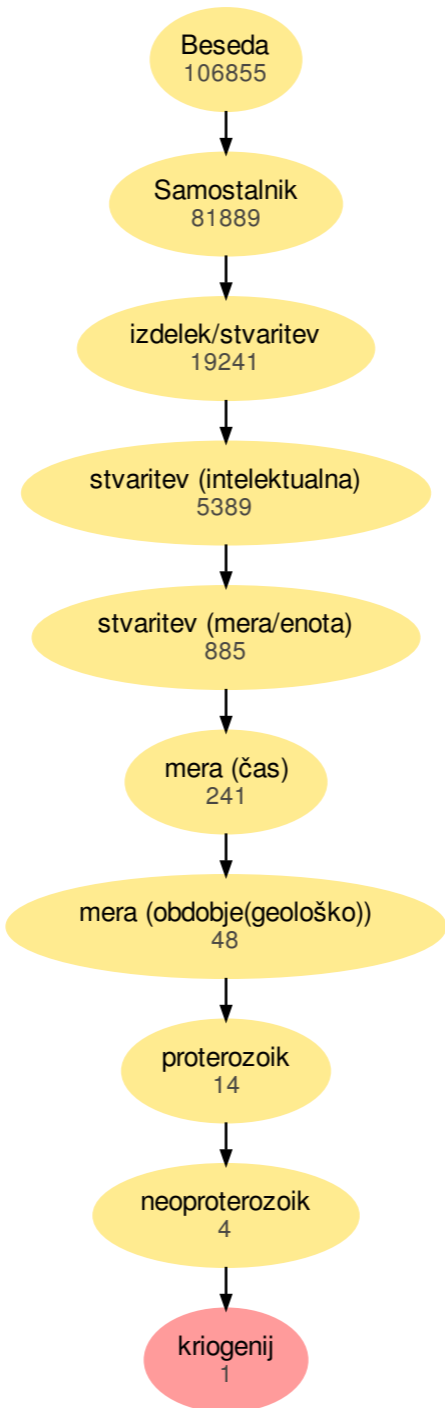 Beseda
106855
Samostalnik
81889
izdelek/stvaritev
19241
stvaritev (intelektualna)
5389
stvaritev (mera/enota)
885
mera (čas)
241
mera (obdobje(geološko))
48
proterozoik
14
neoproterozoik
4
kriogenij
1